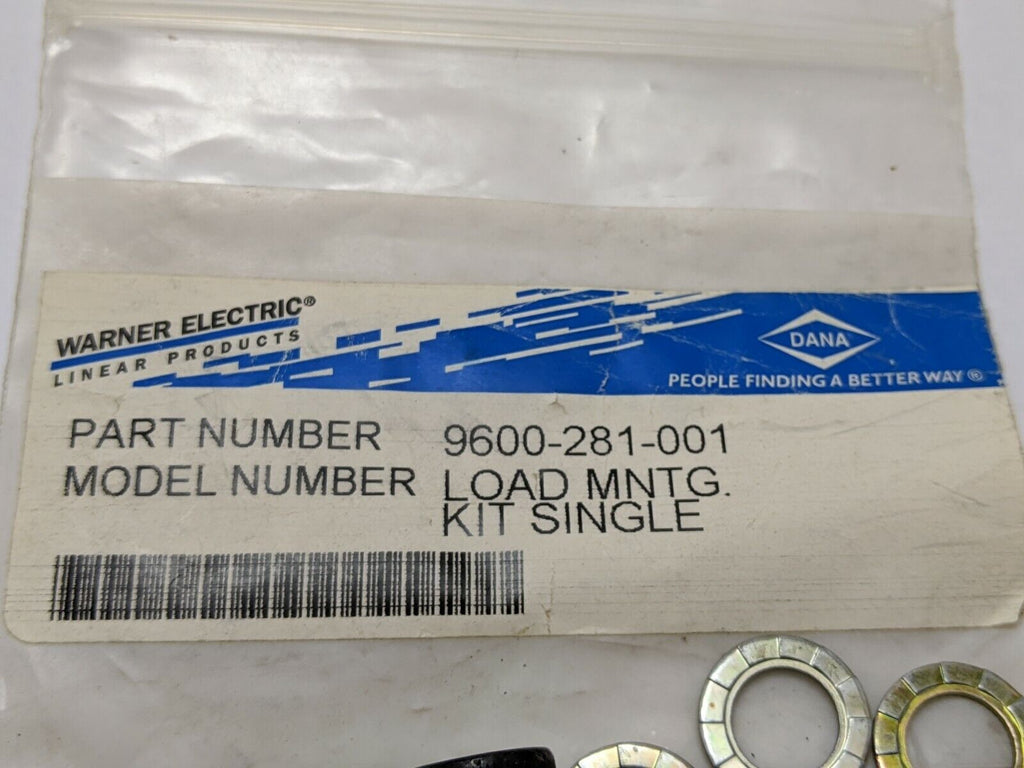 WARNER ELECTRIC®
LINEAR PRODUCTS
DANA
PEOPLE FINDING A BETTER WAY®
PART NUMBER 9600-281-001
MODEL NUMBER LOAD MNTG.
KIT SINGLE